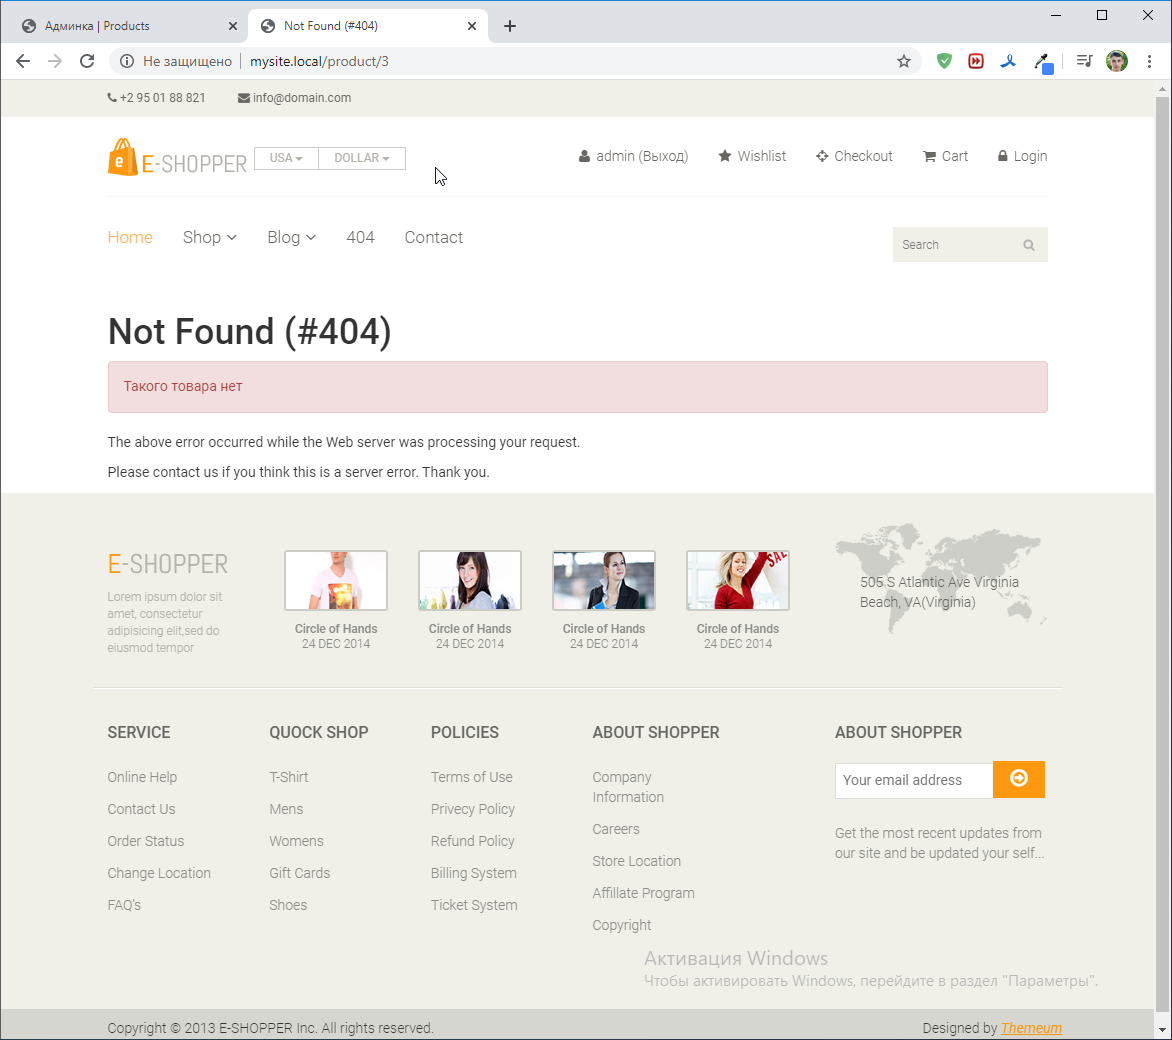 Админка | Products
Not Found (#404)
Не защищено
mysite.local/product/3
+2 95 01 88 821
info@domain.com
E-SHOPPER
USA
DOLLAR
admin (Выход)
Wishlist
Checkout
Cart
Login
Home
Shop
Blog
404
Contact
Search
Not Found (#404)
Такого товара нет
The above error occurred while the Web server was processing your request.
Please contact us if you think this is a server error. Thank you.
E-SHOPPER
Lorem ipsum dolor sit
amet, consectetur
adipisicing elit,sed do
eiusmod tempor
Circle of Hands
24 DEC 2014
Circle of Hands
24 DEC 2014
Circle of Hands
24 DEC 2014
SALE
Circle of Hands
24 DEC 2014
505 S Atlantic Ave Virginia
Beach, VA(Virginia)
SERVICE
Online Help
Contact Us
Order Status
Change Location
FAQ's
QUOCK SHOP
T-Shirt
Mens
Womens
Gift Cards
Shoes
POLICIES
Terms of Use
Privecy Policy
Refund Policy
Billing System
Ticket System
ABOUT SHOPPER
Company
Information
Careers
Store Location
Affillate Program
Copyright
ABOUT SHOPPER
Your email address
Get the most recent updates from
our site and be updated your self...
Активация Windows
Чтобы активировать Windows, перейдите в раздел "Параметры".
Copyright © 2013 E-SHOPPER Inc. All rights reserved.
Designed by Themeum